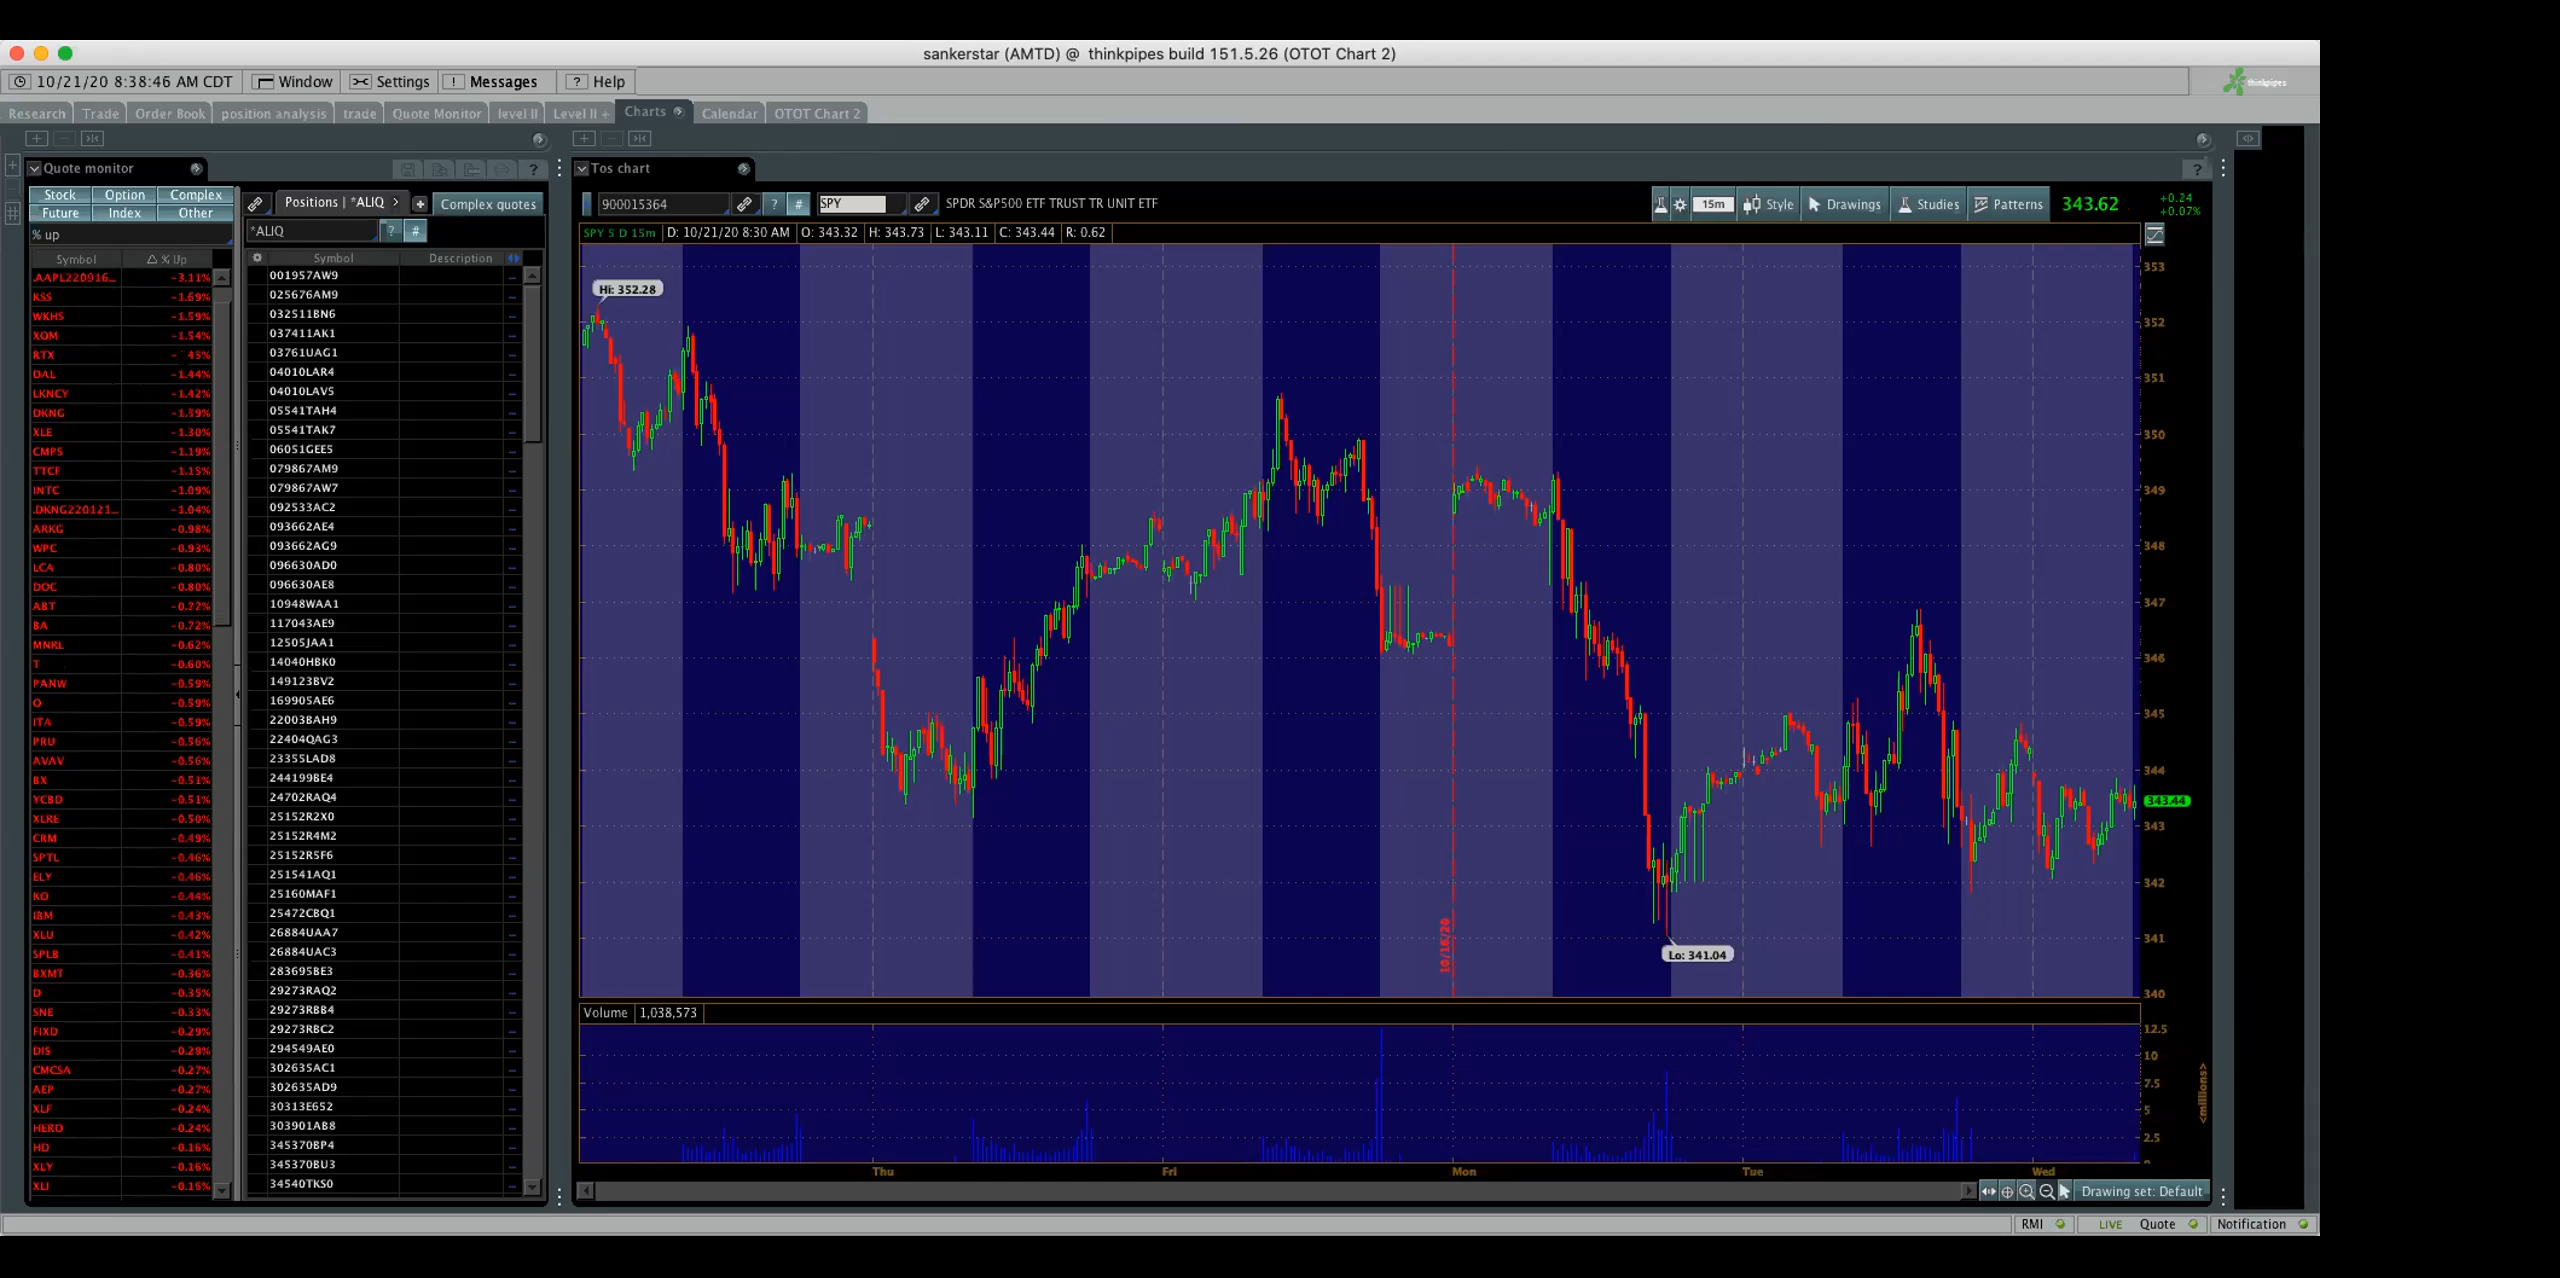 sankerstar (AMTD) @ thinkpipes build 151.5.26 (OTOT Chart 2)
10/21/20 8:38:46 AM CDT Window Settings ! Messages ? Help
thinkpipes
Research Trade Order Book position analysis trade Quote Monitor level II Level II + Charts Calendar OTOT Chart 2
Quote monitor
Stock Option Complex
Future Index Other
% up
Symbol △ % Up
.AAPL220916... -3.11%
KSS -1.69%
WKHS -1.59%
XOM -1.54%
RTX
DAL -1.44%
LKNCY -1.42%
DKNG -1.39%
XLE -1.30%
CMPS -1.19%
TTCF -1.15%
INTC -1.09%
.DKNG220121... -1.04%
ARKG -0.98%
WPC -0.93%
LCA -0.80%
DOC -0.80%
ABT -0.72%
BA -0.72%
MNRL -0.62%
T -0.60%
PANW -0.59%
O -0.59%
ITA -0.59%
PRU -0.56%
AVAV -0.56%
BX -0.51%
YCBD -0.51%
XLRE -0.50%
CRM -0.49%
SPTL -0.46%
ELY -0.46%
KO -0.44%
IBM -0.43%
XLU -0.42%
SPLB -0.41%
BXMT -0.36%
D -0.35%
SNE -0.33%
FIXD -0.29%
DIS -0.28%
CMCSA -0.27%
AEP -0.27%
XLF -0.24%
HERO -0.24%
HD -0.16%
XLY -0.16%
XLI -0.15%
Positions | *ALIQ > + Complex quotes
*ALIQ ? #
Symbol Description
001957AW9
025676AM9
032511BN6
037411AK1
03761UAG1
04010LAR4
04010LAV5
05541TAH4
05541TAK7
06051GEE5
079867AM9
079867AW7
092533AC2
093662AE4
093662AG9
096630AD0
096630AE8
10948WAA1
117043AE9
12505JAA1
14040HBK0
149123BV2
169905AE6
22003BAH9
22404QAG3
23355LAD8
244199BE4
24702RAQ4
25152R2X0
25152R4M2
25152R5F6
251541AQ1
25160MAF1
25472CBQ1
26884UAA7
26884UAC3
283695BE3
29273RAQ2
29273RBB4
29273RBC2
294549AE0
302635AC1
302635AD9
30313E652
303901AB8
345370BP4
345370BU3
34540TKS0
Tos chart ?
900015364 ? # SPY SPDR S&P500 ETF TRUST TR UNIT ETF 15m Style Drawings Studies Patterns 343.62 +0.24
+0.07%
SPY 5 D 15m D: 10/21/20 8:30 AM O: 343.32 H: 343.73 L: 343.11 C: 343.44 R: 0.62
Hi: 352.28
353
352
351
350
349
348
347
346
345
344
343.44
343
342
341
340
Lo: 341.04
10/16/20
Volume 1,038,573
12.5
10
7.5
5
2.5
<millions>
Thu Fri Mon Tue Wed
Drawing set: Default
RMI LIVE Quote Notification